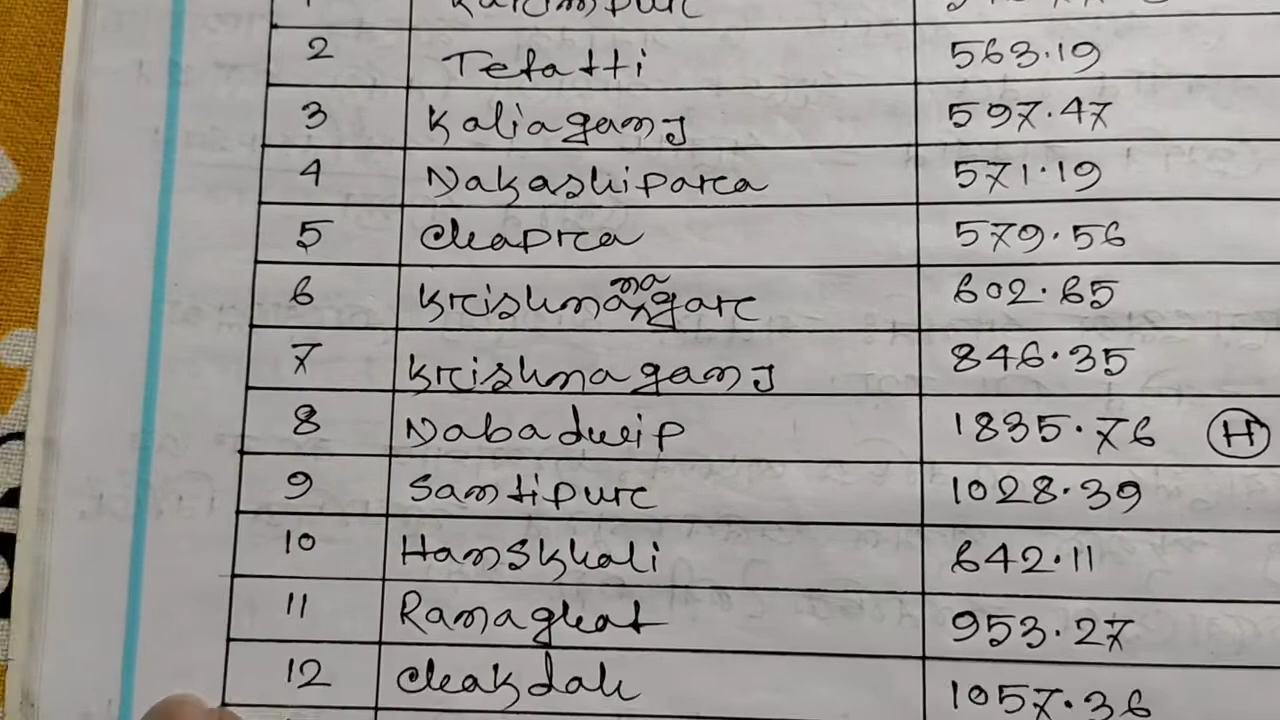 2 Tefatti 563.19
3 Kaliaganj 597.47
4 Nakashipara 571.19
5 Chapra 579.56
6 Krishnanagar 602.65
7 Krishnaganj 846.35
8 Nabadwip 1835.76 H
9 Santipur 1028.39
10 Hanskhali 642.11
11 Ranaghat 953.27
12 Chakdah 1057.36